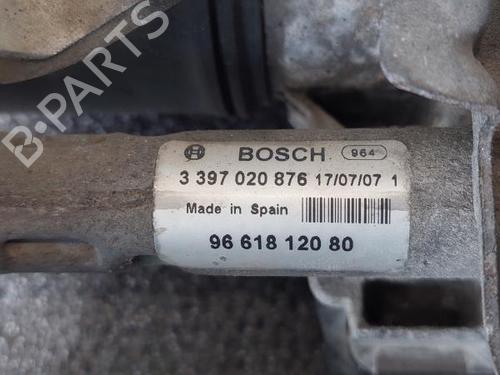 B-PARTS
BOSCH 964
3 397 020 876 17/07/07 1
Made in Spain
96 618 120 80